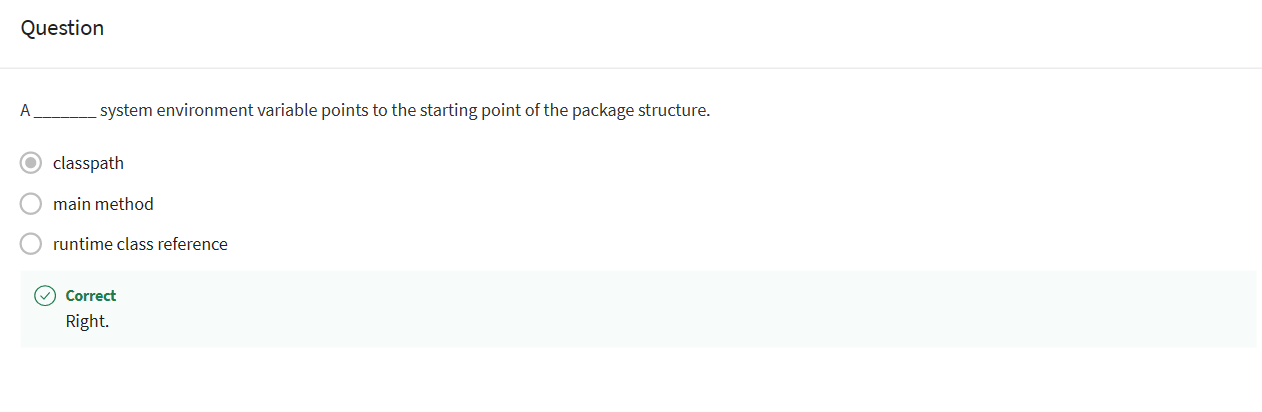 Question
A _______ system environment variable points to the starting point of the package structure.
classpath
main method
runtime class reference
Correct
Right.